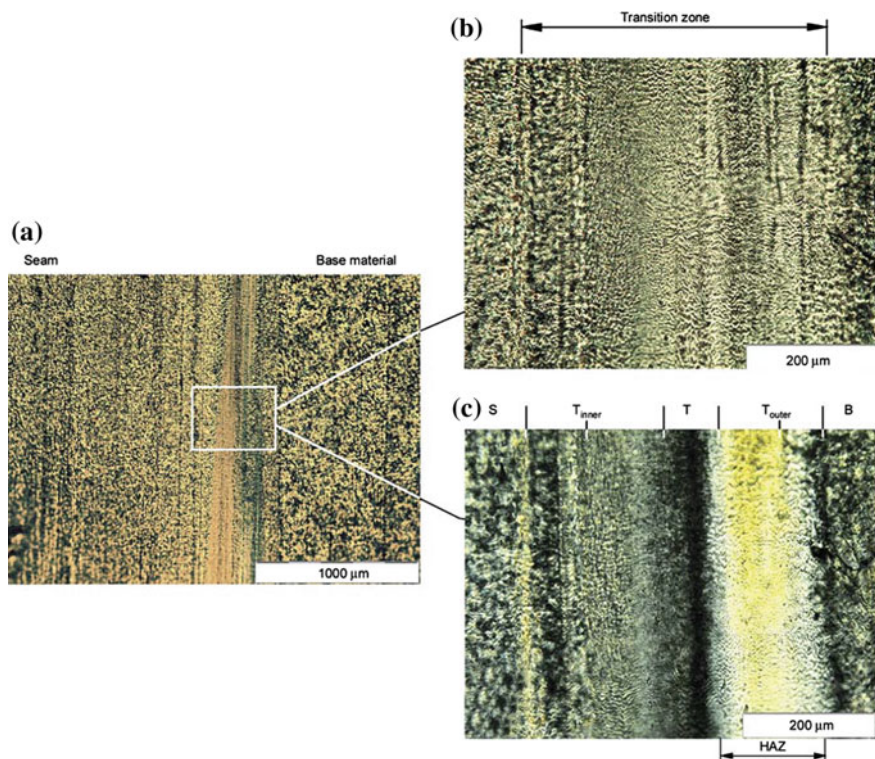 (a)
Seam Base material
1000 μm
(b)
Transition zone
200 μm
(c)
S T inner T T outer B
200 μm
HAZ